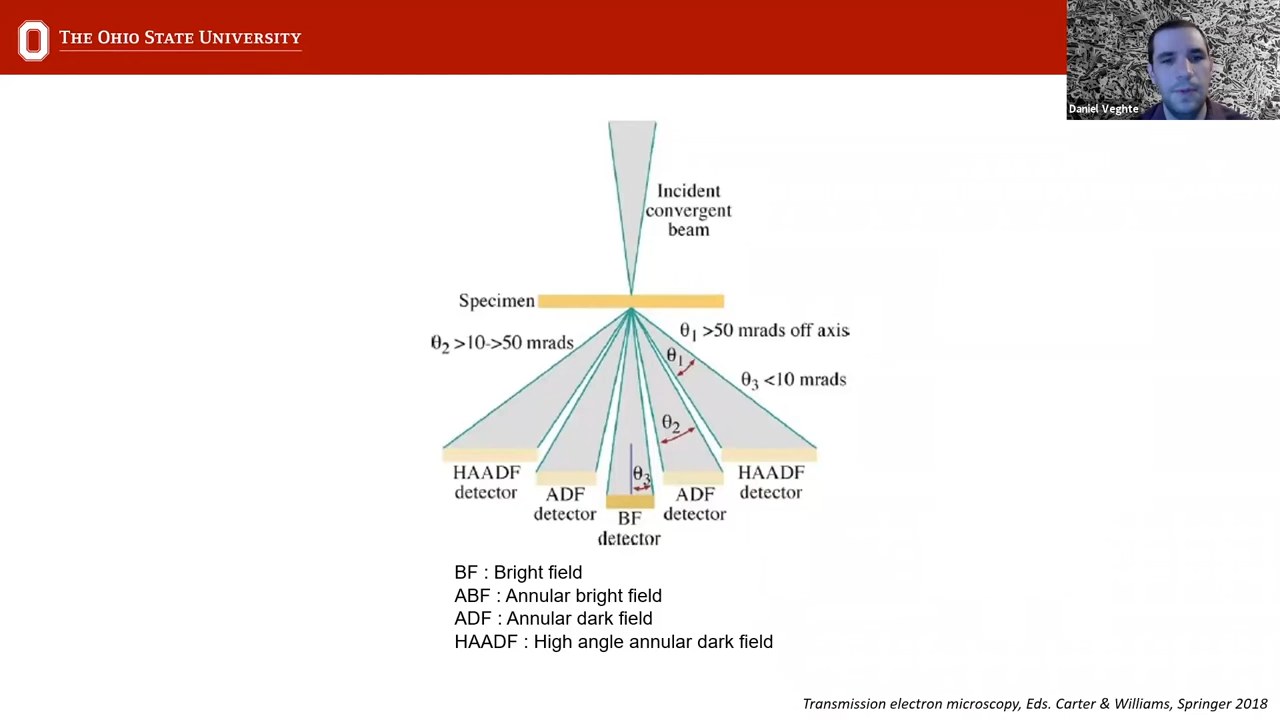 THE OHIO STATE UNIVERSITY
Daniel Veghte
Incident
convergent
beam
Specimen
θ1 >50 mrads off axis
θ2 >10->50 mrads
θ1
θ3 <10 mrads
θ2
θ3
HAADF
detector
ADF
detector
BF
detector
ADF
detector
HAADF
detector
BF : Bright field
ABF : Annular bright field
ADF : Annular dark field
HAADF : High angle annular dark field
Transmission electron microscopy, Eds. Carter & Williams, Springer 2018